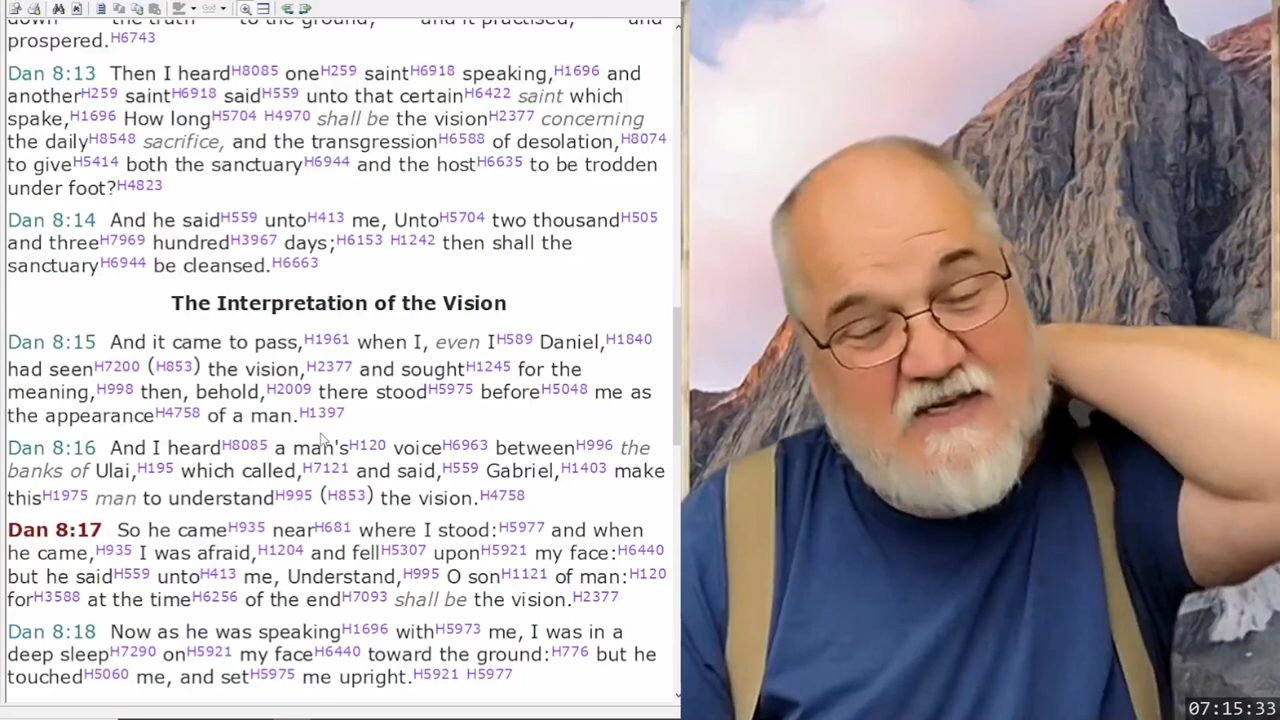 down the truth to the ground, and it practised, and
prospered.H6743
Dan 8:13 Then I heardH8085 oneH259 saintH6918 speaking,H1696 and
anotherH259 saintH6918 saidH559 unto that certainH6422 saint which
spake,H1696 How longH5704 H4970 shall be the visionH2377 concerning
the dailyH8548 sacrifice, and the transgressionH6588 of desolation,H8074
to giveH5414 both the sanctuaryH6944 and the hostH6635 to be trodden
under foot?H4823
Dan 8:14 And he saidH559 untoH413 me, UntoH5704 two thousandH505
and threeH7969 hundredH3967 days;H6153 H1242 then shall the
sanctuaryH6944 be cleansed.H6663
The Interpretation of the Vision
Dan 8:15 And it came to pass,H1961 when I, even IH589 Daniel,H1840
had seenH7200 (H853) the vision,H2377 and soughtH1245 for the
meaning,H998 then, behold,H2009 there stoodH5975 beforeH5048 me as
the appearanceH4758 of a man.H1397
Dan 8:16 And I heardH8085 a man'sH120 voiceH6963 betweenH996 the
banks of Ulai,H195 which called,H7121 and said,H559 Gabriel,H1403 make
thisH1975 man to understandH995 (H853) the vision.H4758
Dan 8:17 So he cameH935 nearH681 where I stood:H5977 and when
he came,H935 I was afraid,H1204 and fellH5307 uponH5921 my face:H6440
but he saidH559 untoH413 me, Understand,H995 O sonH1121 of man:H120
forH3588 at the timeH6256 of the endH7093 shall be the vision.H2377
Dan 8:18 Now as he was speakingH1696 withH5973 me, I was in a
deep sleepH7290 onH5921 my faceH6440 toward the ground:H776 but he
touchedH5060 me, and setH5975 me upright.H5921 H5977
07:15:33